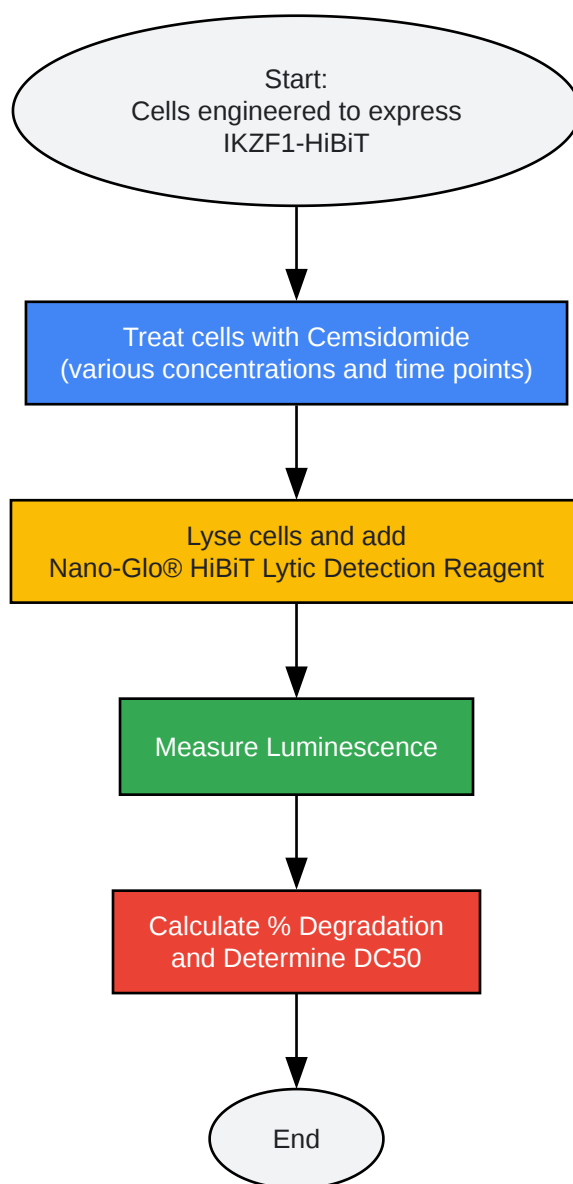 Start:
Cells engineered to express
IKZF1-HiBiT
Treat cells with Cemsidomide
(various concentrations and time points)
Lyse cells and add
Nano-Glo® HiBiT Lytic Detection Reagent
Measure Luminescence
Calculate % Degradation
and Determine DC50
End